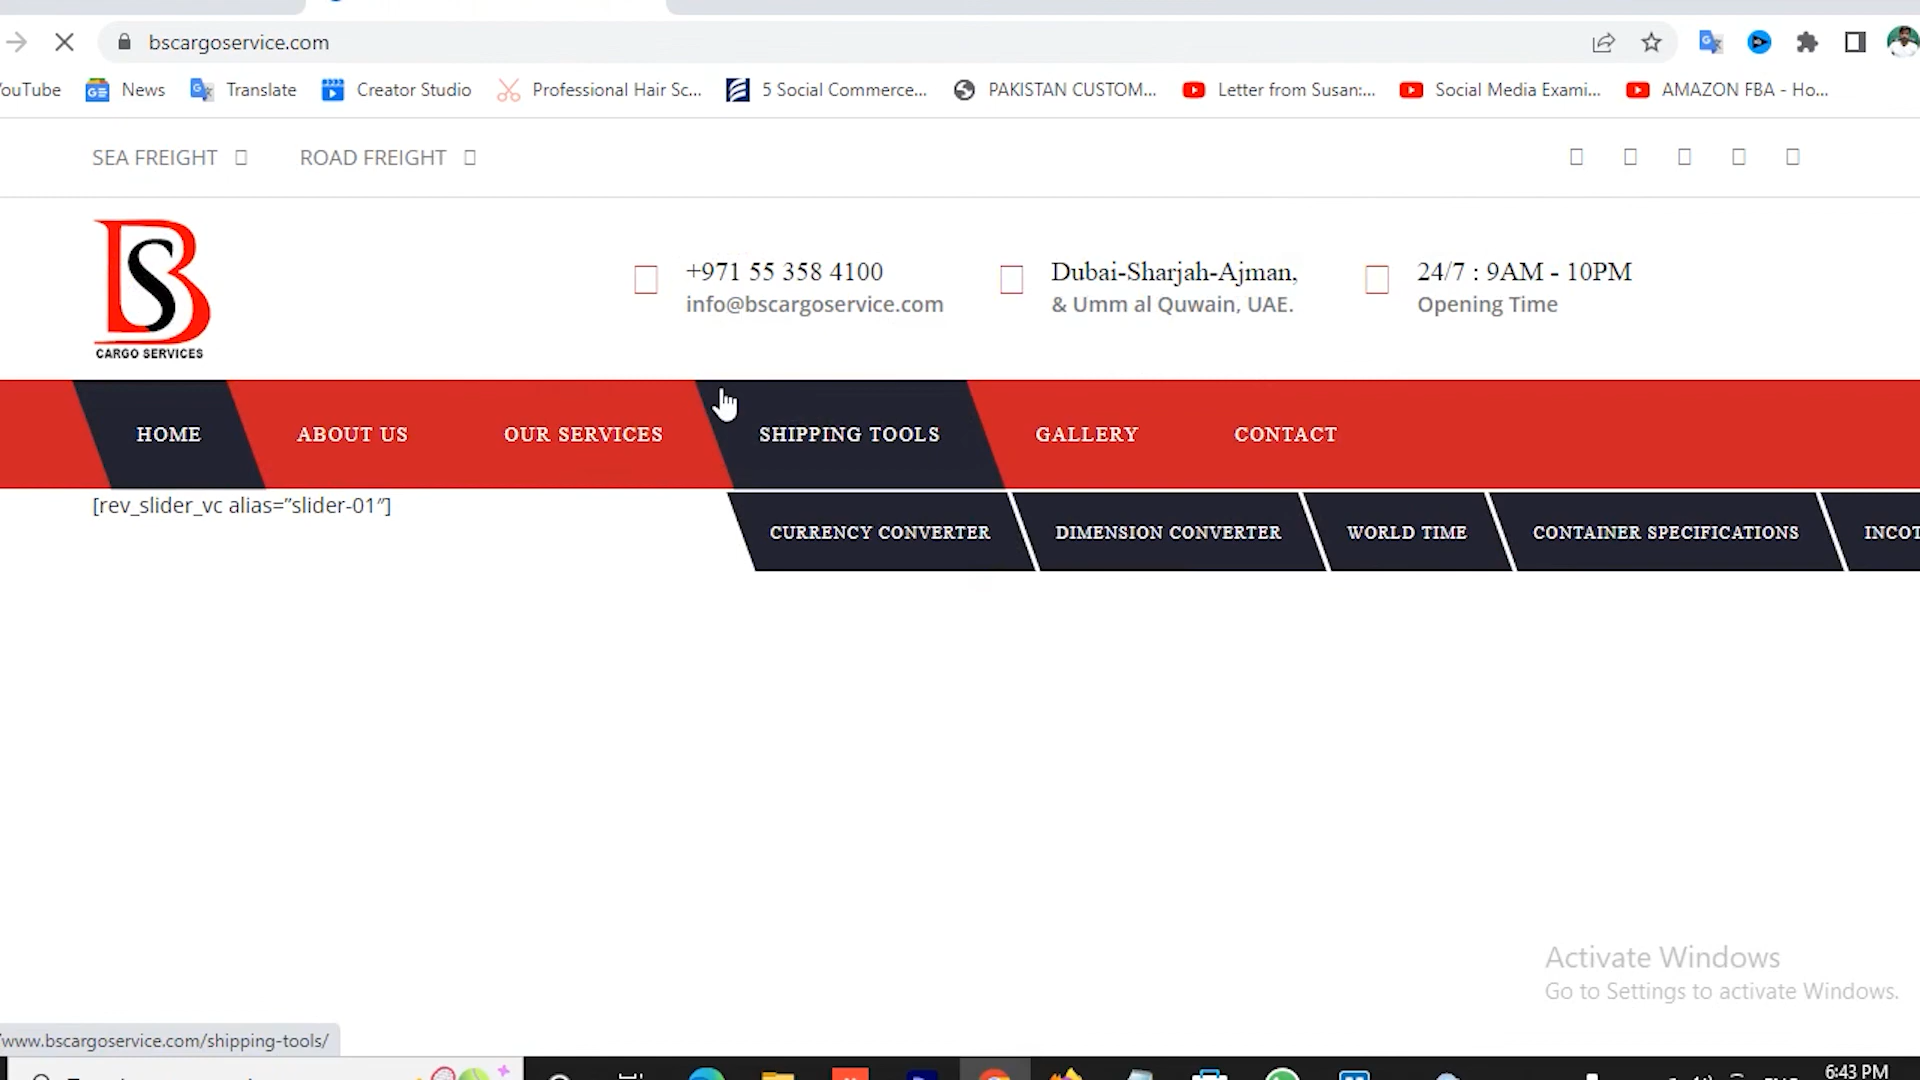 bscargoservice.com
ouTube News Translate Creator Studio Professional Hair Sc... 5 Social Commerce... PAKISTAN CUSTOM... Letter from Susan:... Social Media Exami... AMAZON FBA - Ho...
SEA FREIGHT ROAD FREIGHT
BS
CARGO SERVICES
+971 55 358 4100
info@bscargoservice.com
Dubai-Sharjah-Ajman,
& Umm al Quwain, UAE.
24/7 : 9AM - 10PM
Opening Time
HOME ABOUT US OUR SERVICES SHIPPING TOOLS GALLERY CONTACT
[rev_slider_vc alias=”slider-01″]
CURRENCY CONVERTER DIMENSION CONVERTER WORLD TIME CONTAINER SPECIFICATIONS INCOT
Activate Windows
Go to Settings to activate Windows.
www.bscargoservice.com/shipping-tools/
6:43 PM